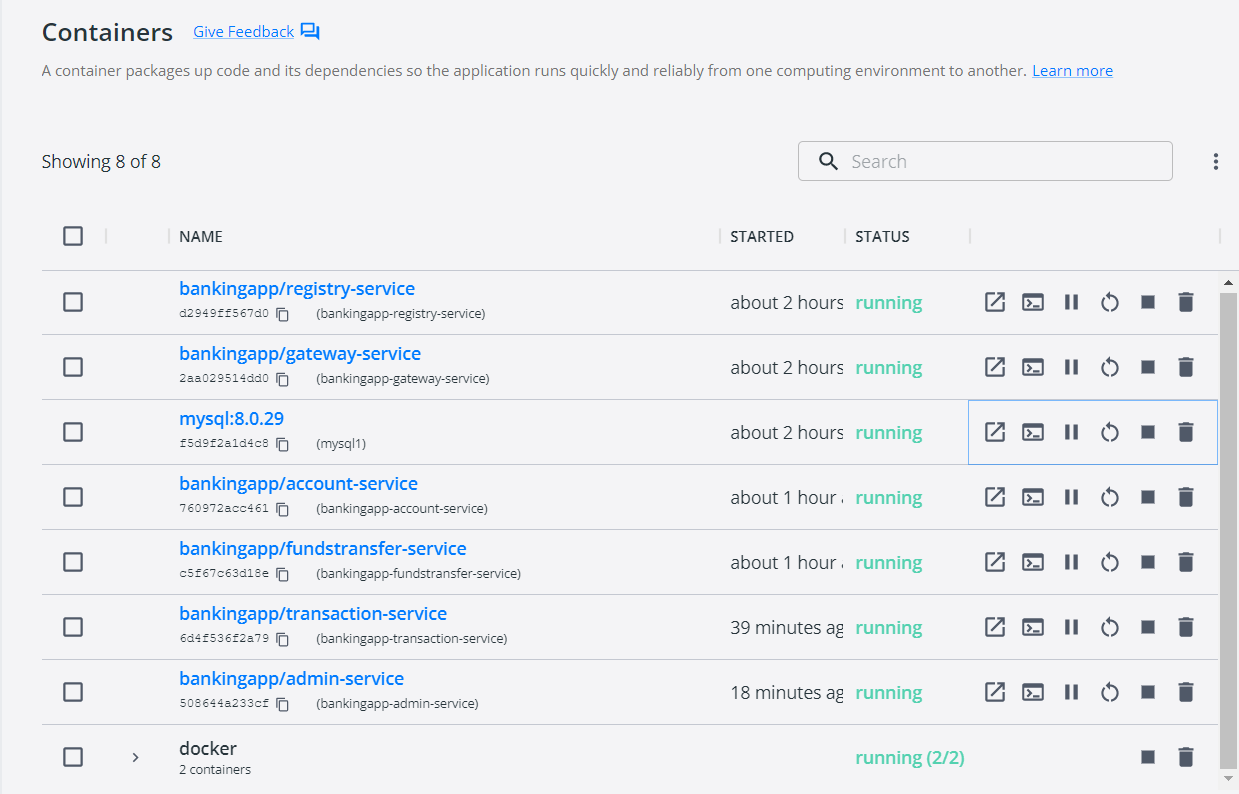 Containers Give Feedback
A container packages up code and its dependencies so the application runs quickly and reliably from one computing environment to another. Learn more
Showing 8 of 8 Search
NAME STARTED STATUS
bankingapp/registry-service
d2949ff567d0 (bankingapp-registry-service) about 2 hours running
bankingapp/gateway-service
2aa029514dd0 (bankingapp-gateway-service) about 2 hours running
mysql:8.0.29
f5d9f2a1d4c8 (mysql1) about 2 hours running
bankingapp/account-service
760972acc461 (bankingapp-account-service) about 1 hour running
bankingapp/fundstransfer-service
c5f67c63d18e (bankingapp-fundstransfer-service) about 1 hour running
bankingapp/transaction-service
6d4f536f2a79 (bankingapp-transaction-service) 39 minutes ag running
bankingapp/admin-service
508644a233cf (bankingapp-admin-service) 18 minutes ag running
docker
2 containers running (2/2)